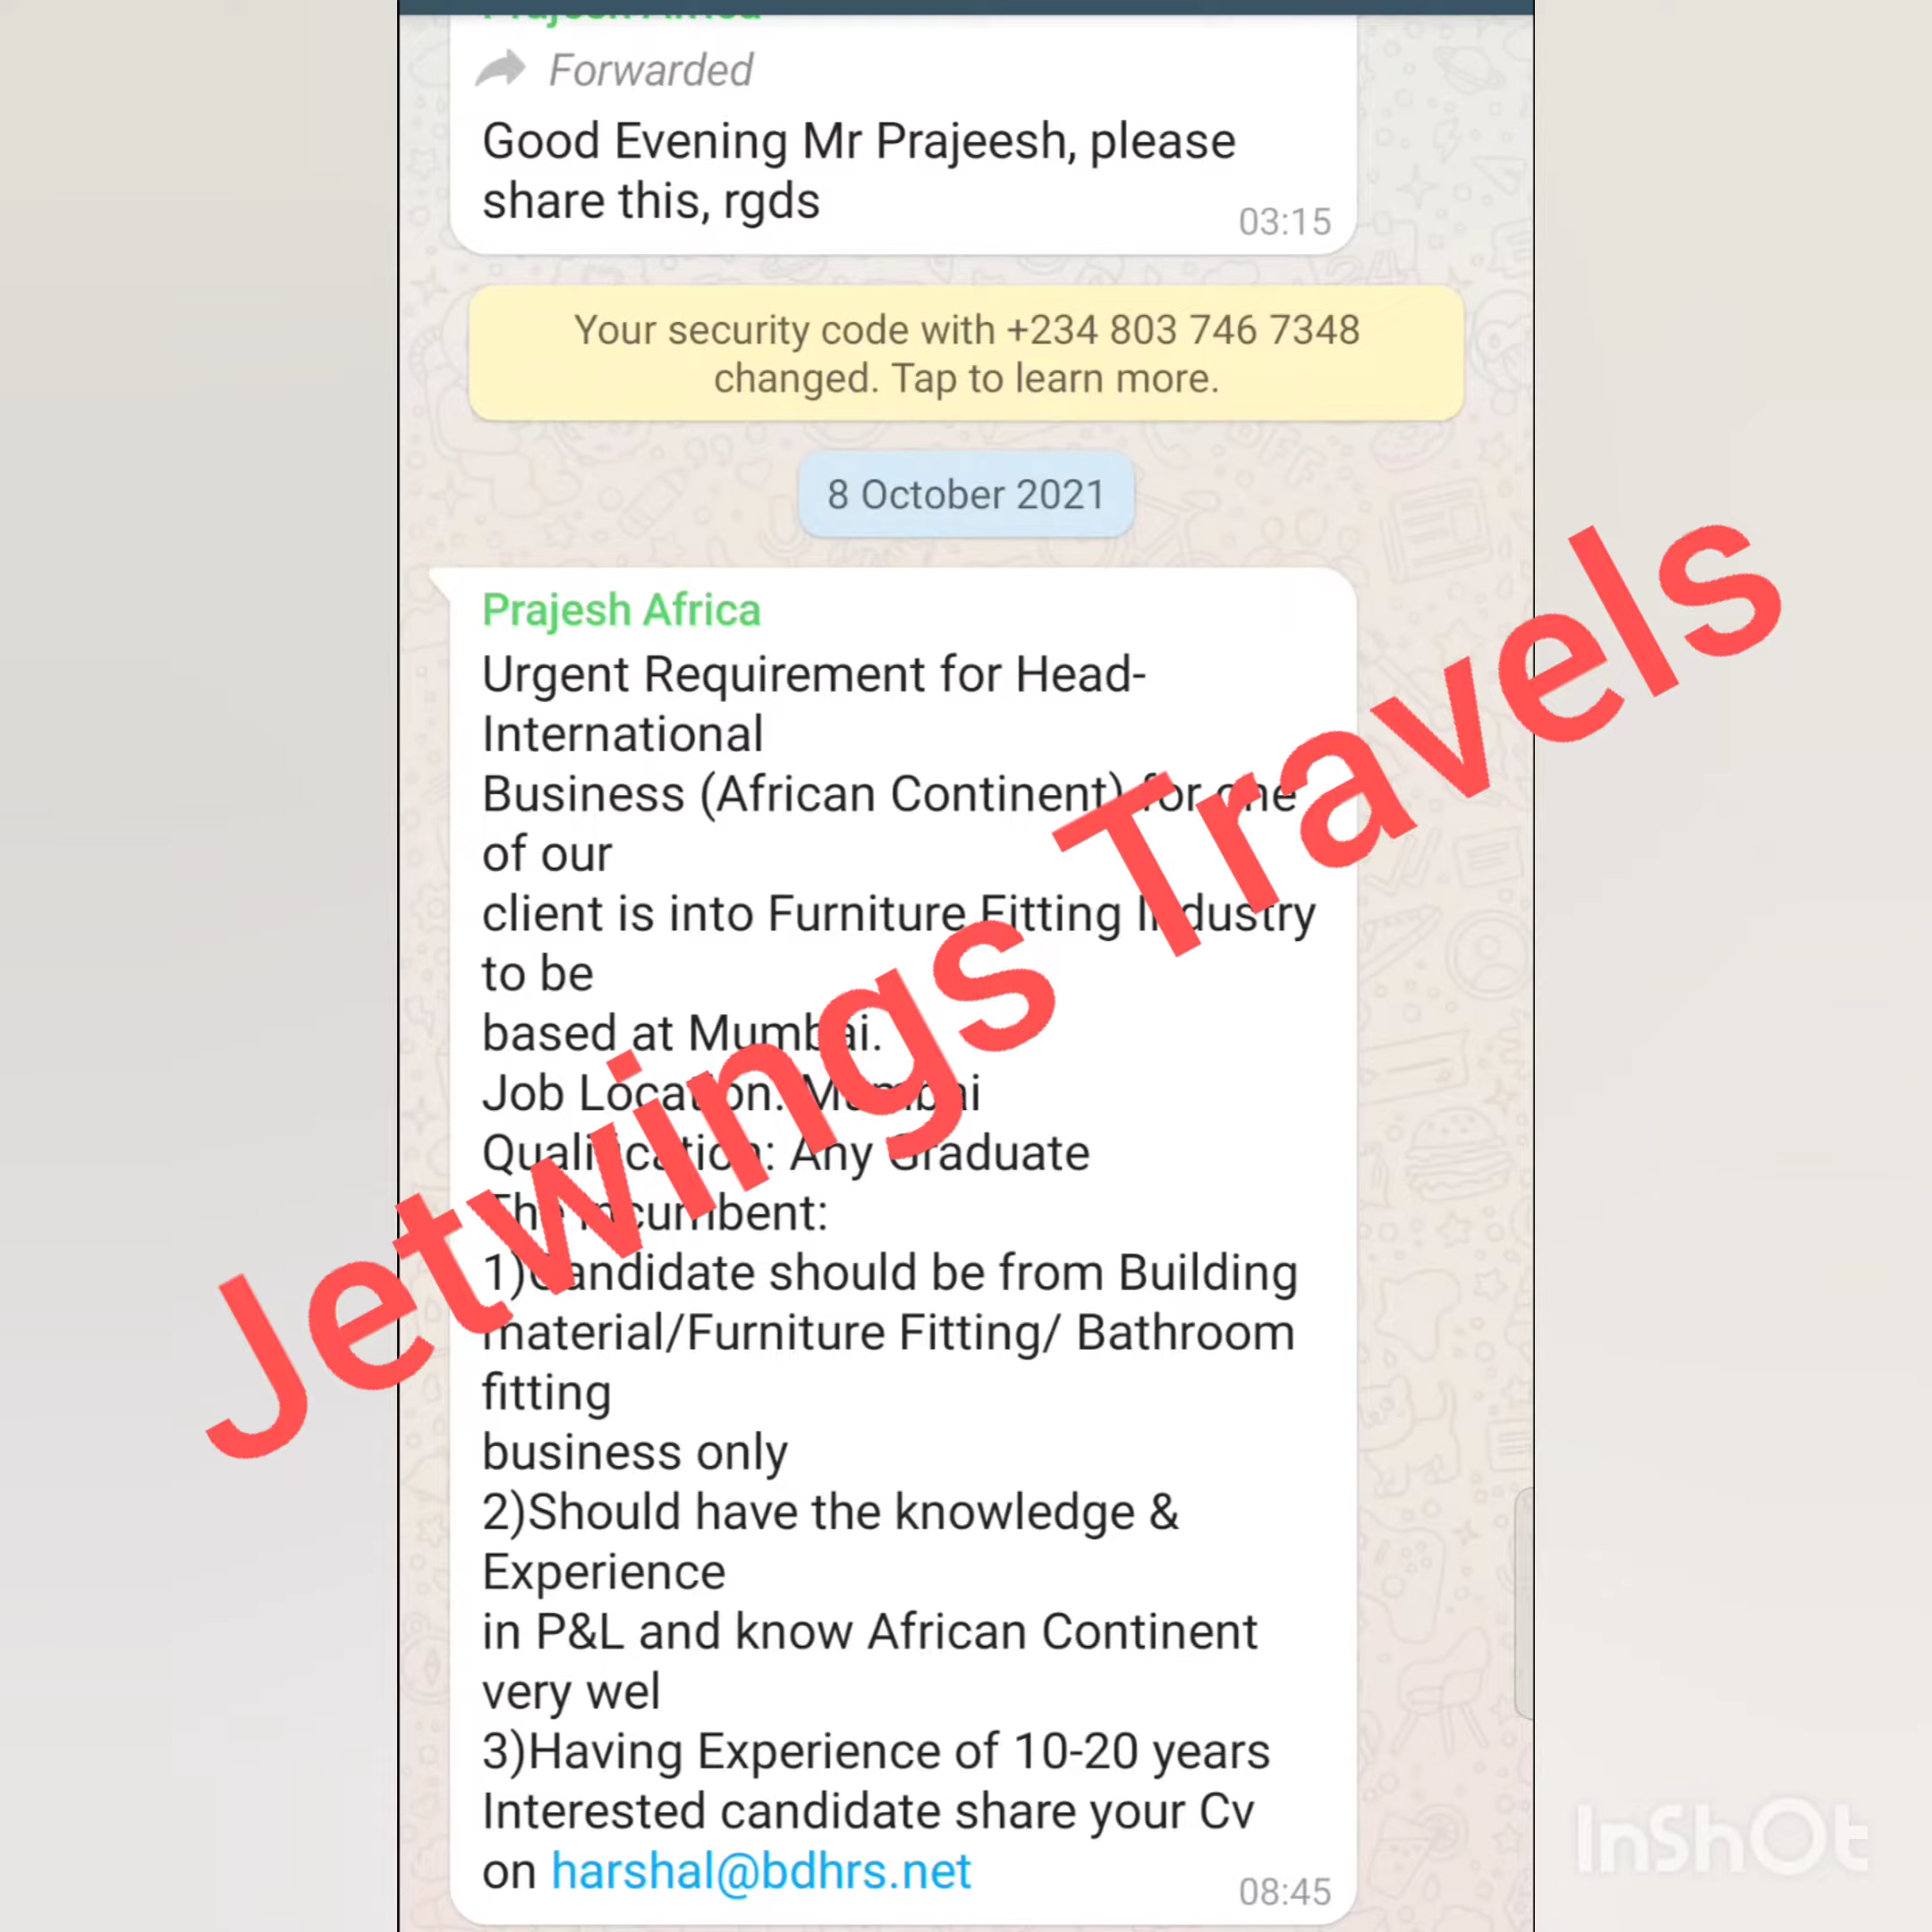 Forwarded
Good Evening Mr Prajeesh, please
share this, rgds
03:15
Your security code with +234 803 746 7348
changed. Tap to learn more.
8 October 2021
Prajesh Africa
Urgent Requirement for Head-
International
Business (African Continent) for one
of our
client is into Furniture Fitting Industry
to be
based at Mumbai.
Job Location: Mumbai
Qualification: Any Graduate
The incumbent:
1)Candidate should be from Building
material/Furniture Fitting/ Bathroom
fitting
business only
2)Should have the knowledge &
Experience
in P&L and know African Continent
very wel
3)Having Experience of 10-20 years
Interested candidate share your Cv
on harshal@bdhrs.net
08:45
Jetwings Travels
InShOt